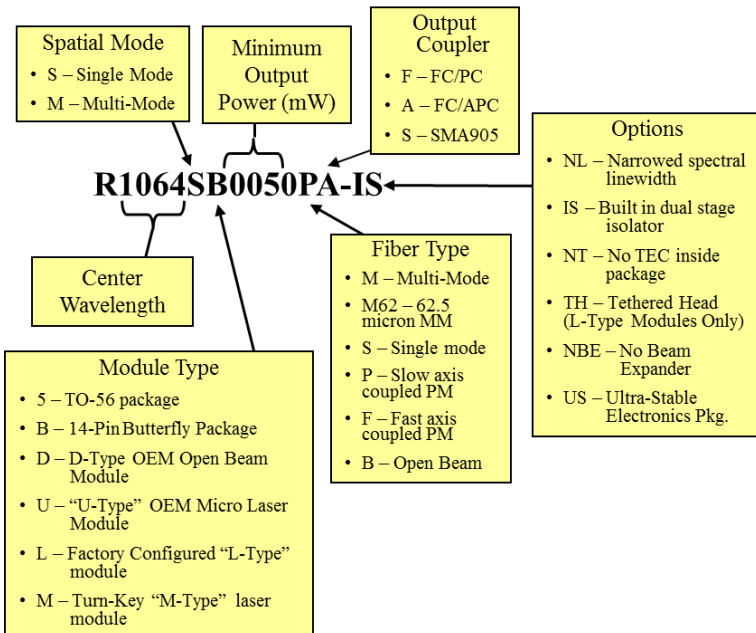 Spatial Mode
• S – Single Mode
• M – Multi-Mode
Minimum
Output
Power (mW)
Output
Coupler
• F – FC/PC
• A – FC/APC
• S – SMA905
Options
• NL – Narrowed spectral
linewidth
• IS – Built in dual stage
isolator
• NT – No TEC inside
package
• TH – Tethered Head
(L-Type Modules Only)
• NBE – No Beam
Expander
• US – Ultra-Stable
Electronics Pkg.
R1064SB0050PA-IS
Center
Wavelength
Fiber Type
• M – Multi-Mode
• M62 – 62.5
micron MM
• S – Single mode
• P – Slow axis
coupled PM
• F – Fast axis
coupled PM
• B – Open Beam
Module Type
• 5 – TO-56 package
• B – 14-Pin Butterfly Package
• D – D-Type OEM Open Beam
Module
• U – “U-Type” OEM Micro Laser
Module
• L – Factory Configured “L-Type”
module
• M – Turn-Key “M-Type” laser
module